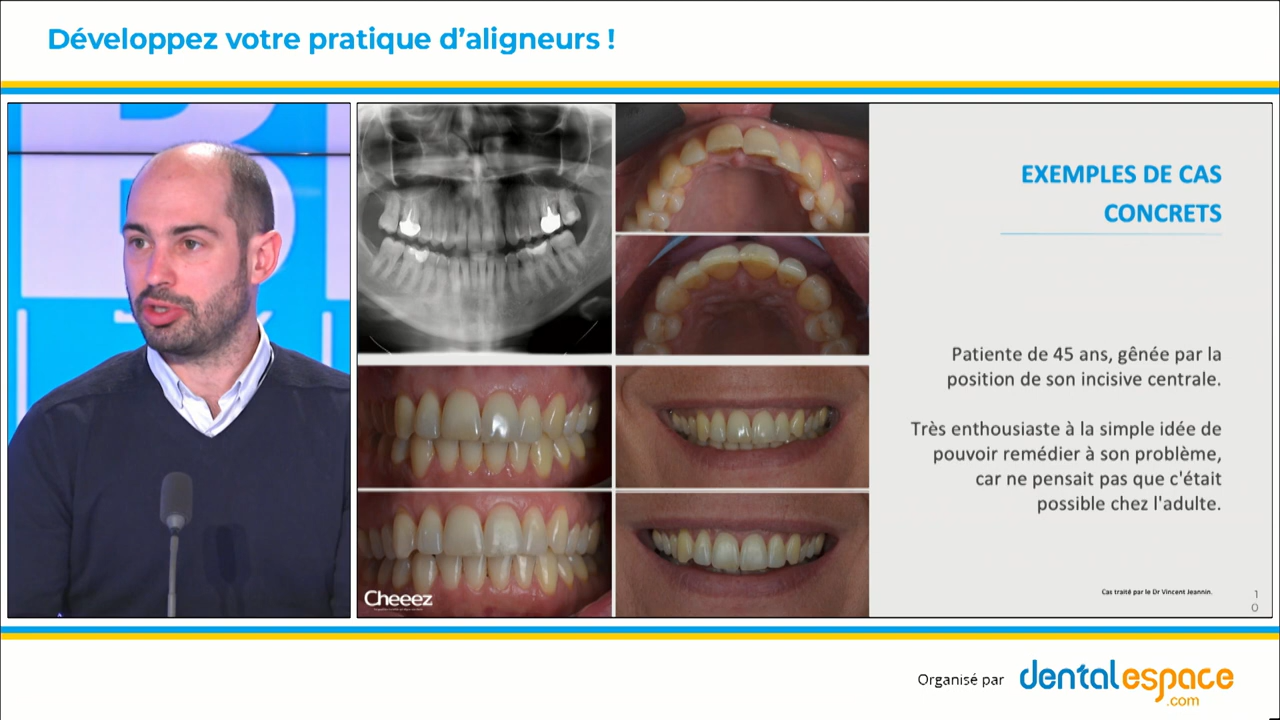 Développez votre pratique d'aligneurs !
EXEMPLES DE CAS
CONCRETS
Patiente de 45 ans, gênée par la
position de son incisive centrale.
Très enthousiaste à la simple idée de
pouvoir remédier à son problème,
car ne pensait pas que c'était
possible chez l'adulte.
Cheeez
Cas traité par le Dr Vincent Jeannin.
1
0
Organisé par
dentalespace
.com